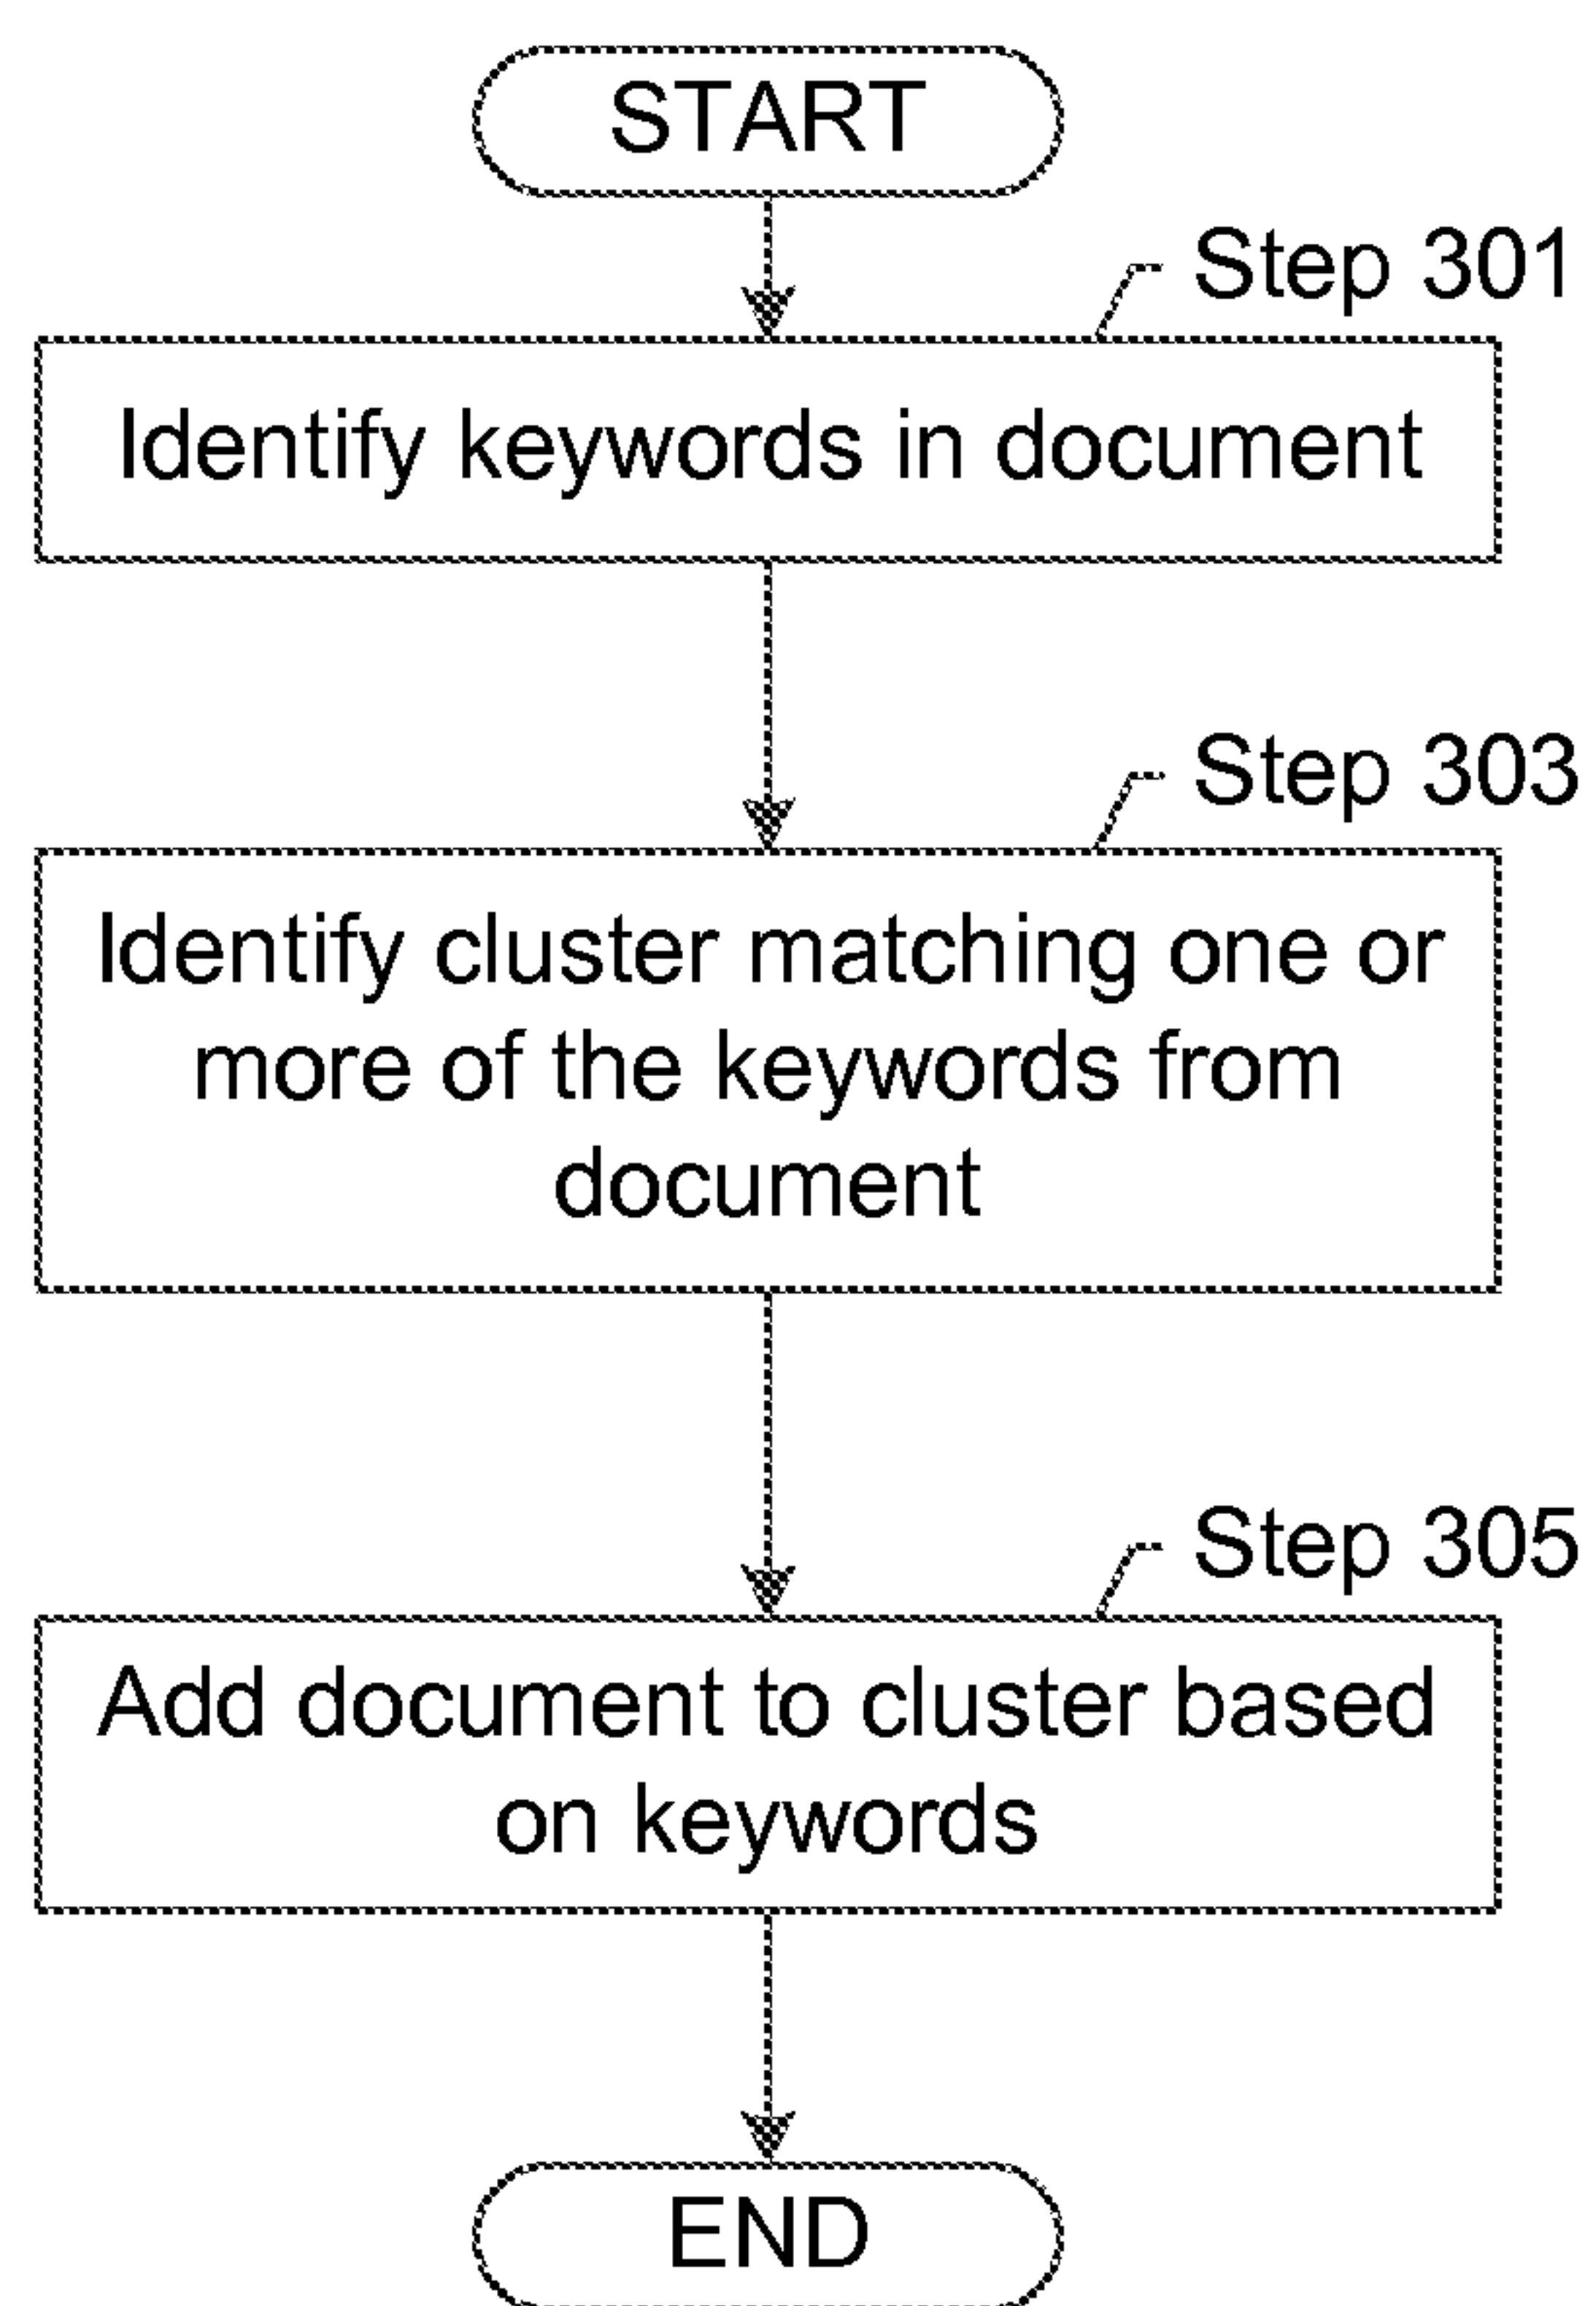 START
Step 301
Identify keywords in document
Step 303
Identify cluster matching one or
more of the keywords from
document
Step 305
Add document to cluster based
on keywords
END